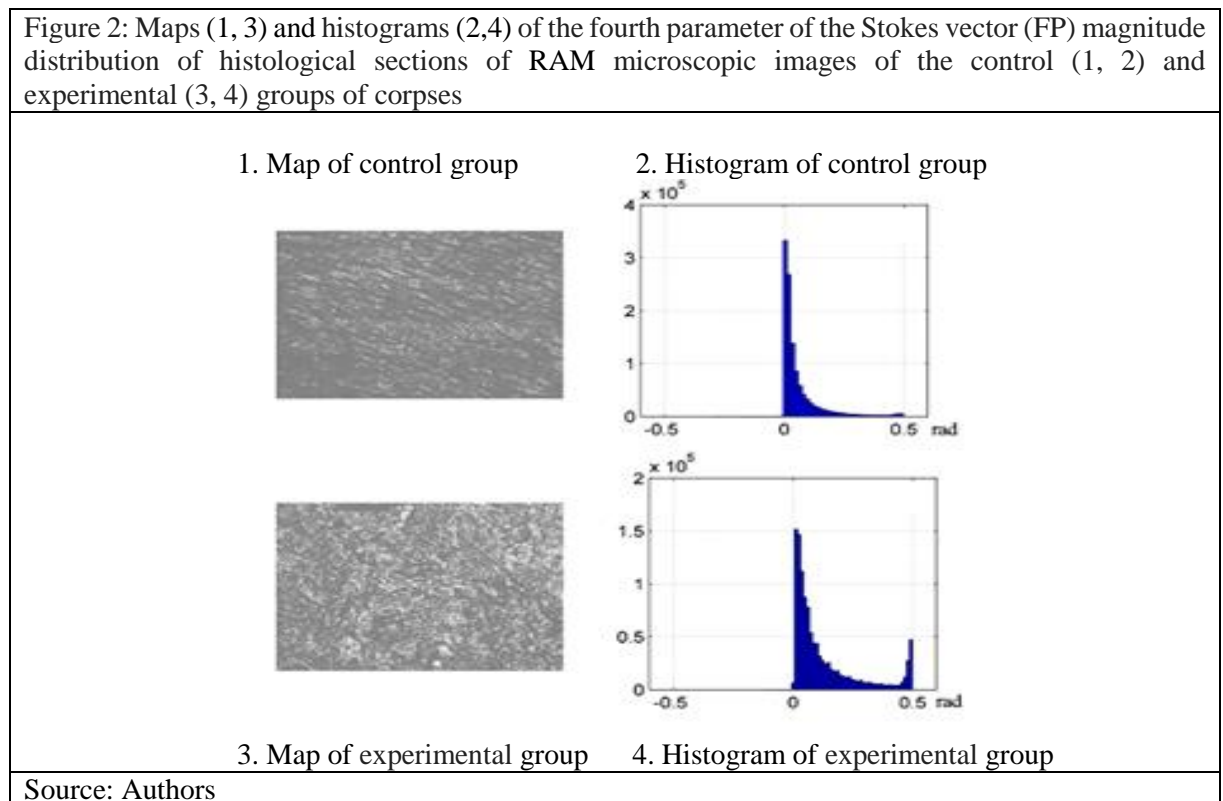 Figure 2: Maps (1, 3) and histograms (2,4) of the fourth parameter of the Stokes vector (FP) magnitude
distribution of histological sections of RAM microscopic images of the control (1, 2) and
experimental (3, 4) groups of corpses
1. Map of control group
2. Histogram of control group
× 10^5
4
3
2
1
0
-0.5 0 0.5 rad
× 10^5
2
1.5
1
0.5
0
-0.5 0 0.5 rad
3. Map of experimental group
4. Histogram of experimental group
Source: Authors